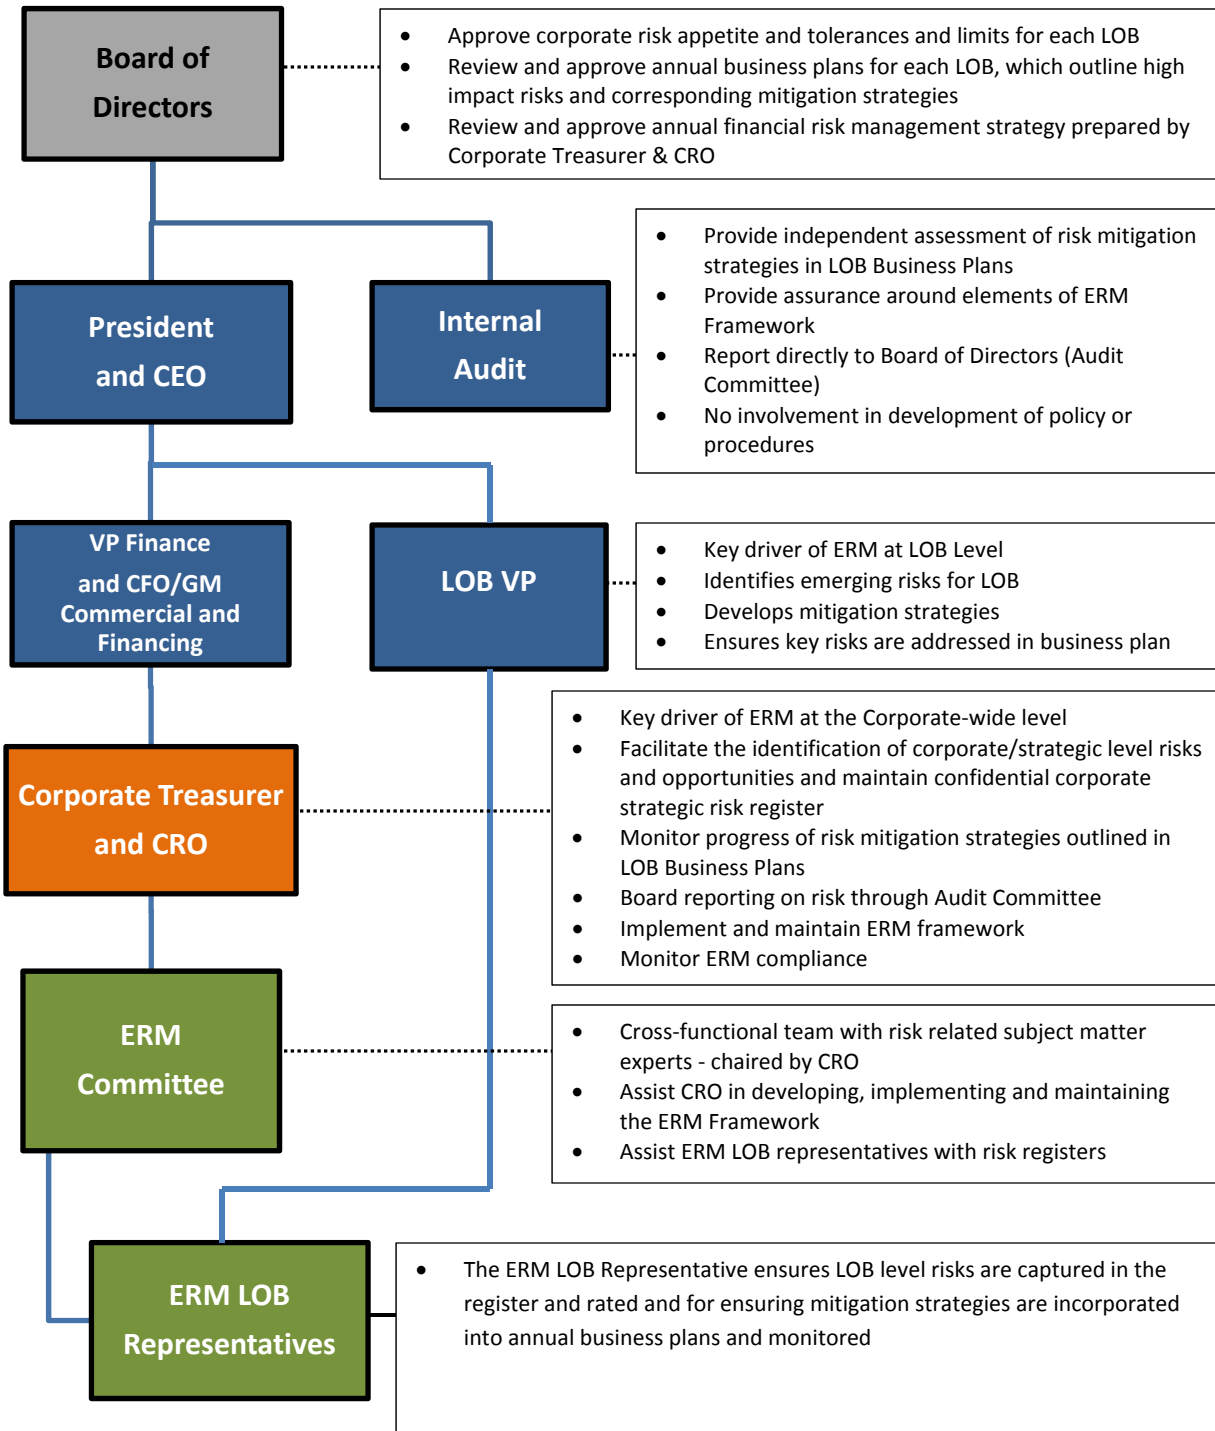 Board of
Directors
• Approve corporate risk appetite and tolerances and limits for each LOB
• Review and approve annual business plans for each LOB, which outline high
impact risks and corresponding mitigation strategies
• Review and approve annual financial risk management strategy prepared by
Corporate Treasurer & CRO
President
and CEO
Internal
Audit
• Provide independent assessment of risk mitigation
strategies in LOB Business Plans
• Provide assurance around elements of ERM
Framework
• Report directly to Board of Directors (Audit
Committee)
• No involvement in development of policy or
procedures
VP Finance
and CFO/GM
Commercial and
Financing
LOB VP
• Key driver of ERM at LOB Level
• Identifies emerging risks for LOB
• Develops mitigation strategies
• Ensures key risks are addressed in business plan
Corporate Treasurer
and CRO
• Key driver of ERM at the Corporate-wide level
• Facilitate the identification of corporate/strategic level risks
and opportunities and maintain confidential corporate
strategic risk register
• Monitor progress of risk mitigation strategies outlined in
LOB Business Plans
• Board reporting on risk through Audit Committee
• Implement and maintain ERM framework
• Monitor ERM compliance
ERM
Committee
• Cross-functional team with risk related subject matter
experts - chaired by CRO
• Assist CRO in developing, implementing and maintaining
the ERM Framework
• Assist ERM LOB representatives with risk registers
ERM LOB
Representatives
• The ERM LOB Representative ensures LOB level risks are captured in the
register and rated and for ensuring mitigation strategies are incorporated
into annual business plans and monitored